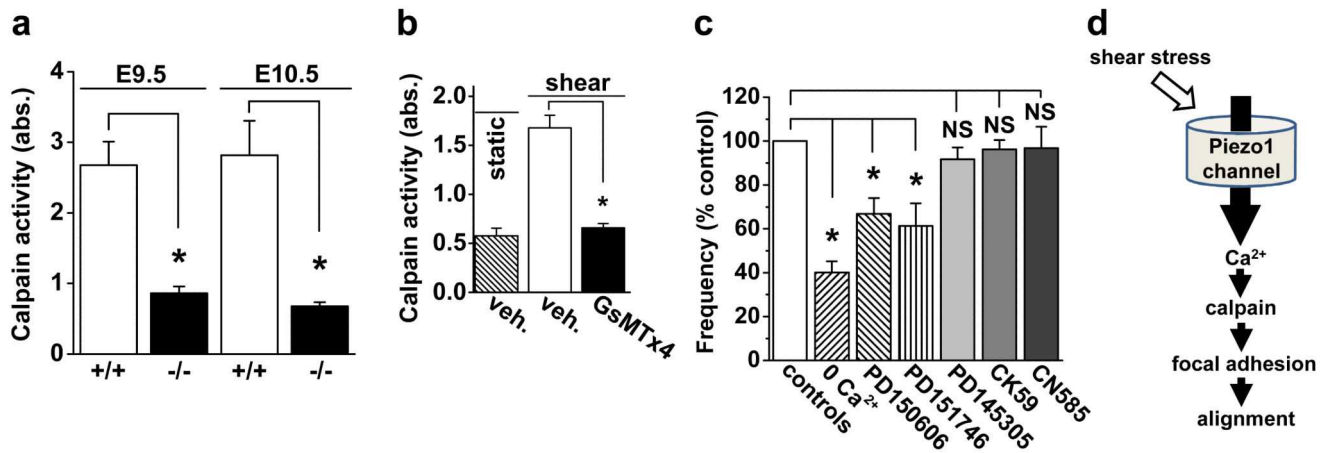 a
E9.5 E10.5
Calpain activity (abs.)
4
3
2
1
0
*
*
+/+ -/- +/+ -/-
b
shear
static
Calpain activity (abs.)
2.0
1.5
1.0
0.5
0.0
*
veh. veh. GsMTx4
c
Frequency (% control)
120
100
80
60
40
20
0
NS NS NS
* * *
controls
0 Ca²⁺
PD150606
PD151746
PD145305
CK59
CN585
d
shear stress
Piezo1
channel
Ca²⁺
calpain
focal adhesion
alignment